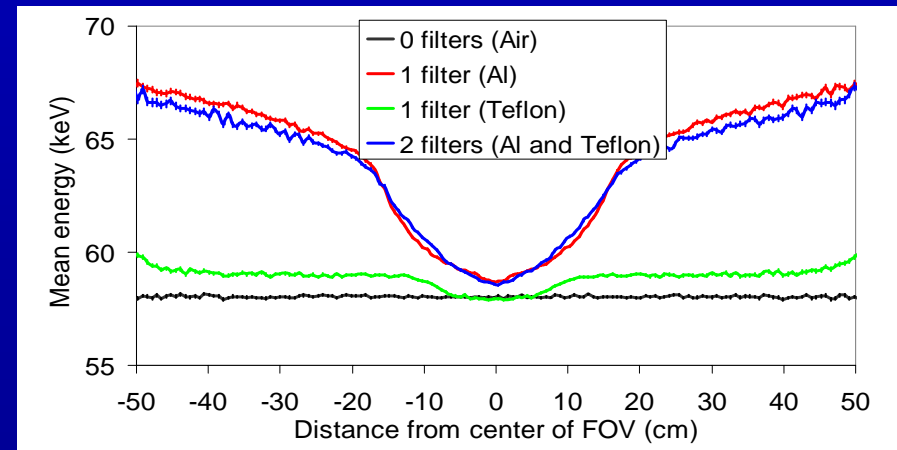 70
0 filters (Air)
1 filter (Al)
1 filter (Teflon)
2 filters (Al and Teflon)
65
60
55
Mean energy (keV)
-50 -40 -30 -20 -10 0 10 20 30 40 50
Distance from center of FOV (cm)